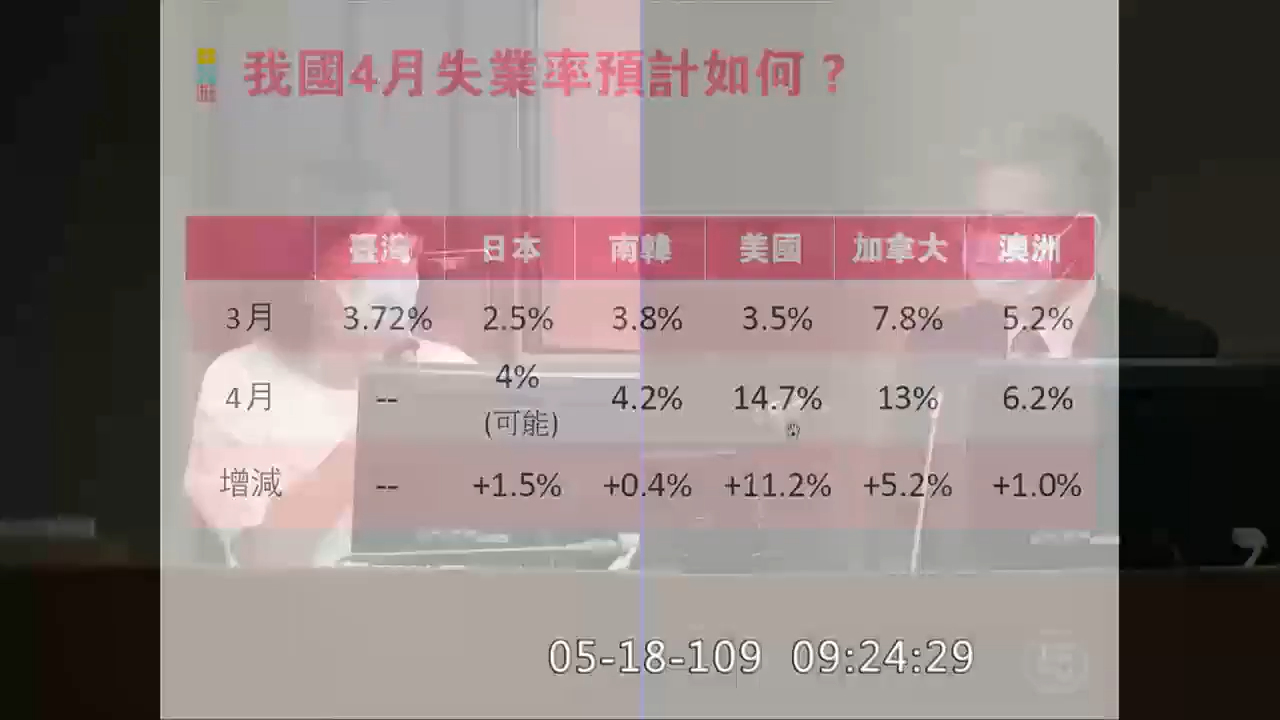 我國4月失業率預計如何？
臺灣 日本 南韓 美國 加拿大 澳洲
3月 3.72% 2.5% 3.8% 3.5% 7.8% 5.2%
4月 -- 4% (可能) 4.2% 14.7% 13% 6.2%
增減 -- +1.5% +0.4% +11.2% +5.2% +1.0%
05-18-109 09:24:29